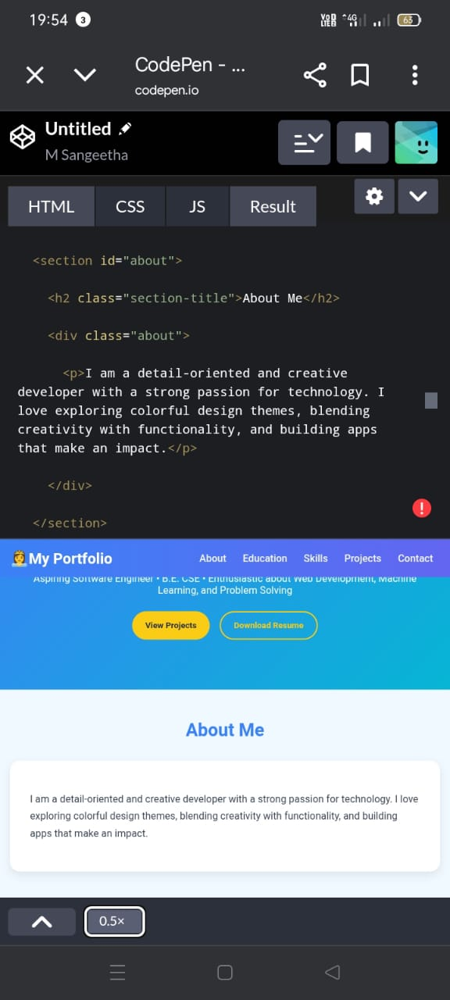 19:54 3 VoD LTE2 4G 63
CodePen - ...
codepen.io
Untitled
M Sangeetha
HTML CSS JS Result
<section id="about">
<h2 class="section-title">About Me</h2>
<div class="about">
<p>I am a detail-oriented and creative
developer with a strong passion for technology. I
love exploring colorful design themes, blending
creativity with functionality, and building apps
that make an impact.</p>
</div>
!
</section>
My Portfolio About Education Skills Projects Contact
Aspiring Software Engineer • B.E. CSE • Enthusiastic about Web Development, Machine
Learning, and Problem Solving
View Projects Download Resume
About Me
I am a detail-oriented and creative developer with a strong passion for technology. I love
exploring colorful design themes, blending creativity with functionality, and building
apps that make an impact.
0.5×